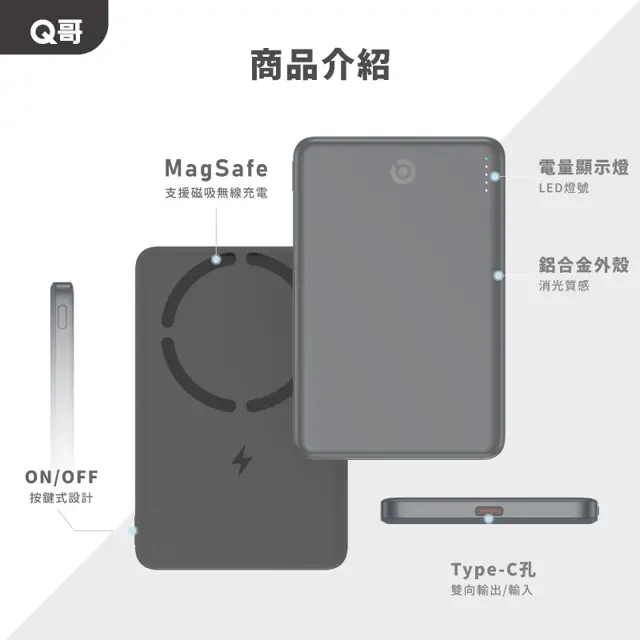 Q哥
商品介紹
MagSafe
支援磁吸無線充電
電量顯示燈
LED燈號
鋁合金外殼
消光質感
ON/OFF
按鍵式設計
Type-C孔
雙向輸出/輸入